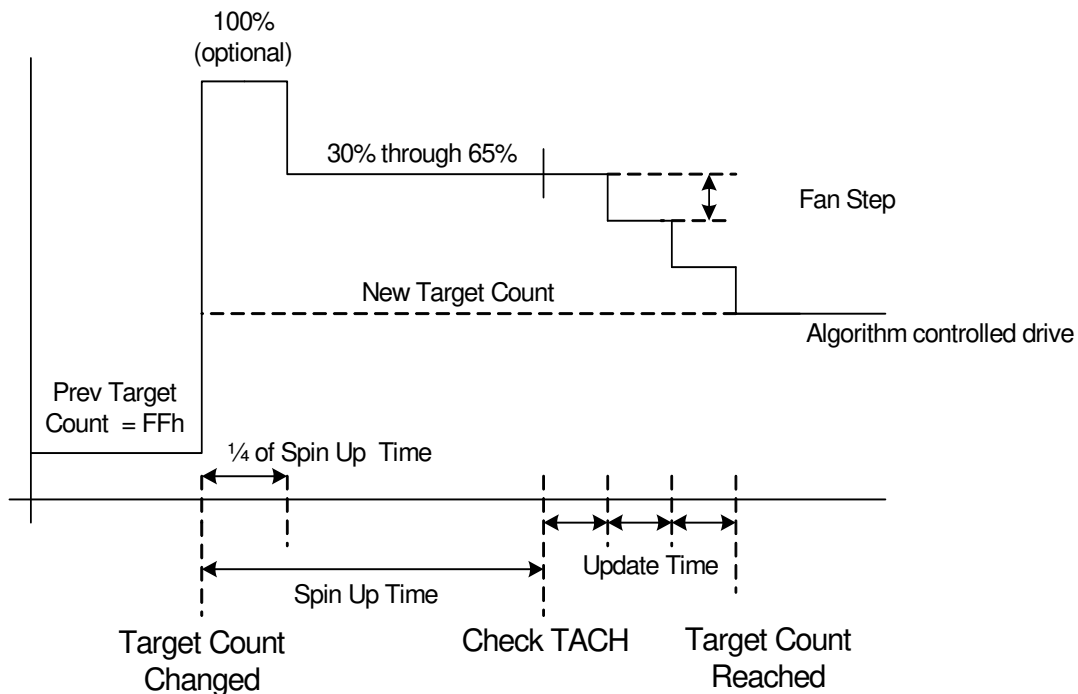 100%
(optional)
30% through 65%
Fan Step
New Target Count
Algorithm controlled drive
Prev Target
Count = FFh
¼ of Spin Up Time
Update Time
Spin Up Time
Target Count
Changed
Check TACH
Target Count
Reached